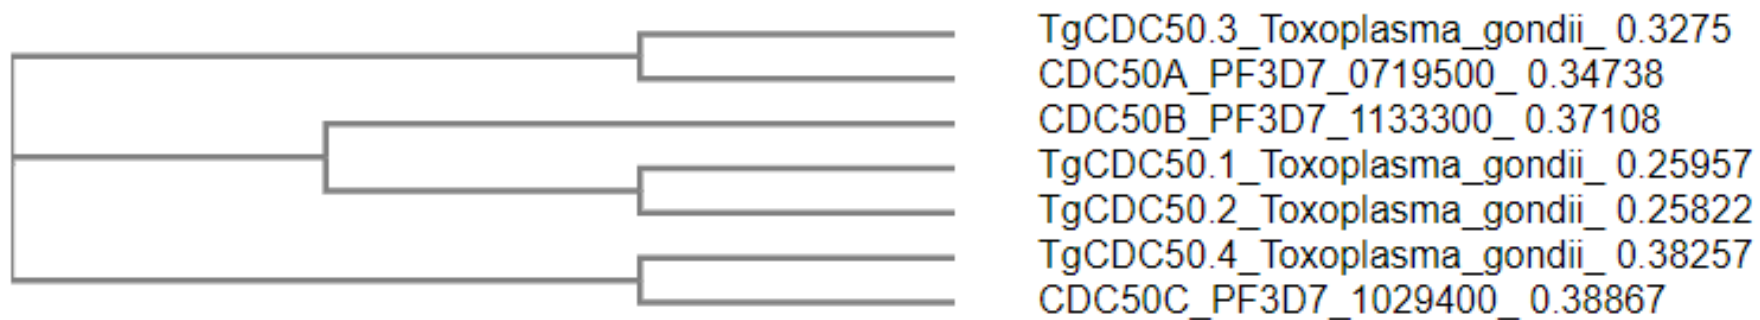 TgCDC50.3_Toxoplasma_gondii_ 0.3275
CDC50A_PF3D7_0719500_ 0.34738
CDC50B_PF3D7_1133300_ 0.37108
TgCDC50.1_Toxoplasma_gondii_ 0.25957
TgCDC50.2_Toxoplasma_gondii_ 0.25822
TgCDC50.4_Toxoplasma_gondii_ 0.38257
CDC50C_PF3D7_1029400_ 0.38867